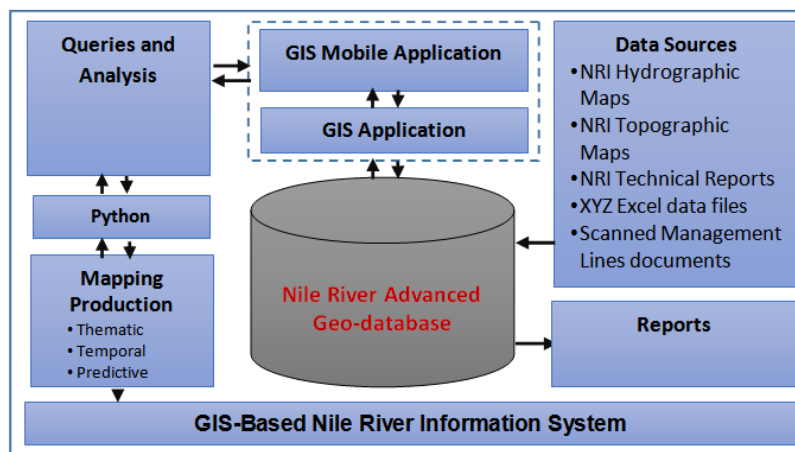 Queries and
Analysis
GIS Mobile Application
GIS Application
Data Sources
•NRI Hydrographic
Maps
•NRI Topographic
Maps
•NRI Technical Reports
•XYZ Excel data files
•Scanned Management
Lines documents
Python
Mapping
Production
• Thematic
• Temporal
• Predictive
Nile River Advanced
Geo-database
Reports
GIS-Based Nile River Information System